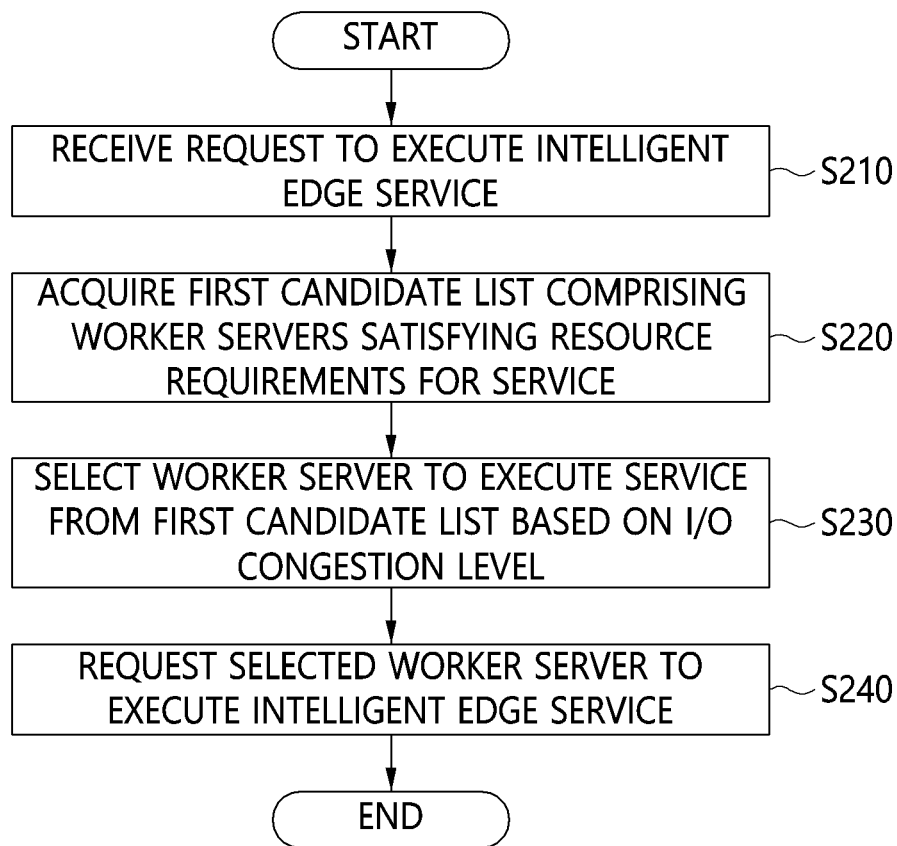 START
RECEIVE REQUEST TO EXECUTE INTELLIGENT
EDGE SERVICE
S210
ACQUIRE FIRST CANDIDATE LIST COMPRISING
WORKER SERVERS SATISFYING RESOURCE
REQUIREMENTS FOR SERVICE
S220
SELECT WORKER SERVER TO EXECUTE SERVICE
FROM FIRST CANDIDATE LIST BASED ON I/O
CONGESTION LEVEL
S230
REQUEST SELECTED WORKER SERVER TO
EXECUTE INTELLIGENT EDGE SERVICE
S240
END